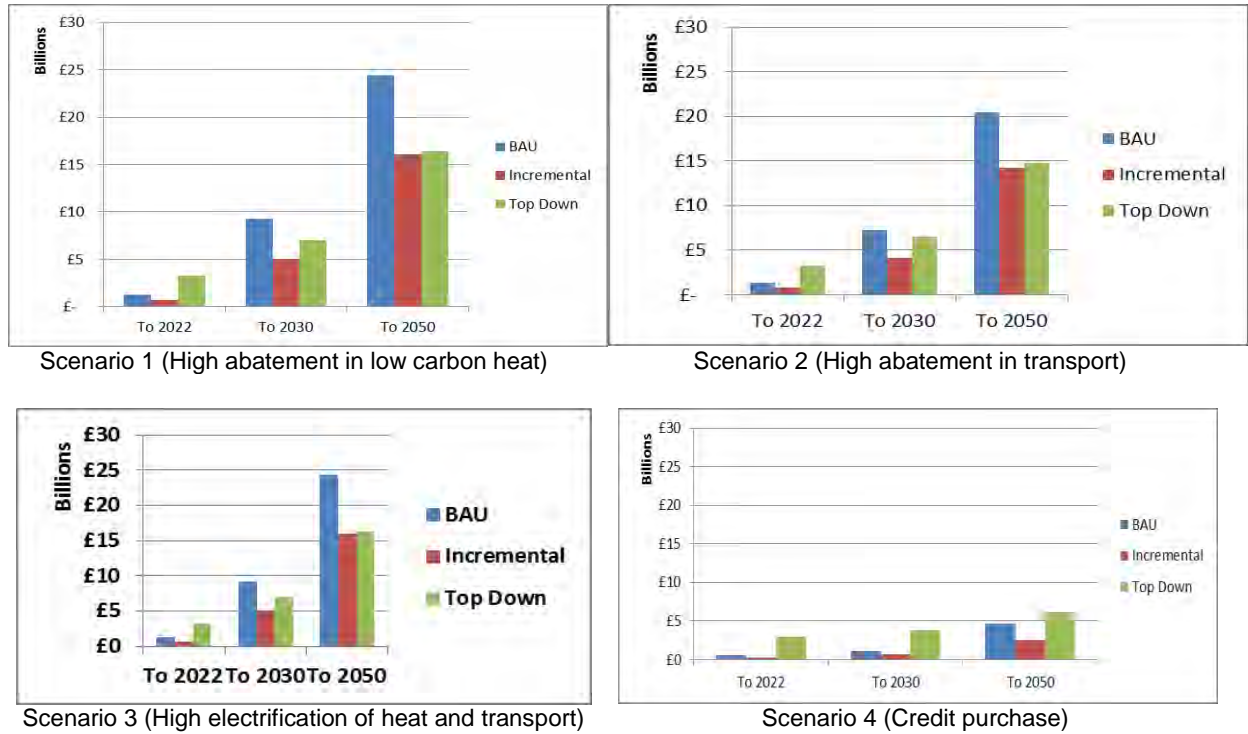 Billions
£30
£25
£20
£15
£10
£5
£-
To 2022
To 2030
To 2050
BAU
Incremental
Top Down
Scenario 1 (High abatement in low carbon heat)
Billions
£30
£25
£20
£15
£10
£5
£-
To 2022
To 2030
To 2050
BAU
Incremental
Top Down
Scenario 2 (High abatement in transport)
Billions
£30
£25
£20
£15
£10
£5
£0
To 2022 To 2030 To 2050
BAU
Incremental
Top Down
Scenario 3 (High electrification of heat and transport)
Billions
£30
£25
£20
£15
£10
£5
£0
To 2022
To 2030
To 2050
BAU
Incremental
Top Down
Scenario 4 (Credit purchase)